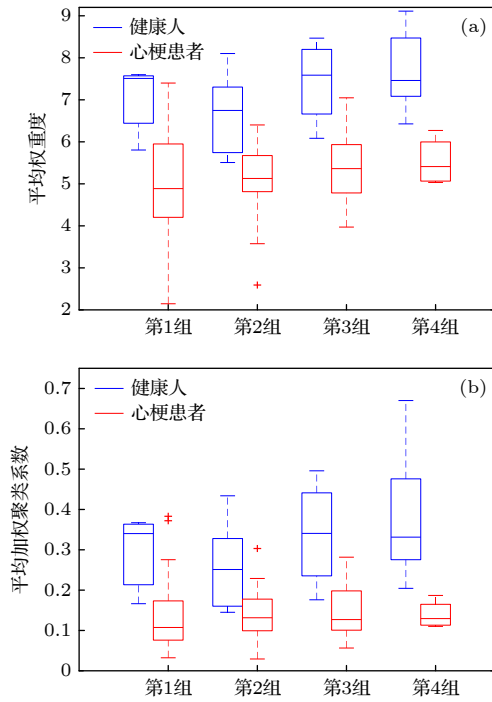 9
8
7
6
5
4
3
2
平均权重度
健康人
心梗患者
(a)
第1组
第2组
第3组
第4组
0.7
0.6
0.5
0.4
0.3
0.2
0.1
0
平均加权聚类系数
健康人
心梗患者
(b)
第1组
第2组
第3组
第4组